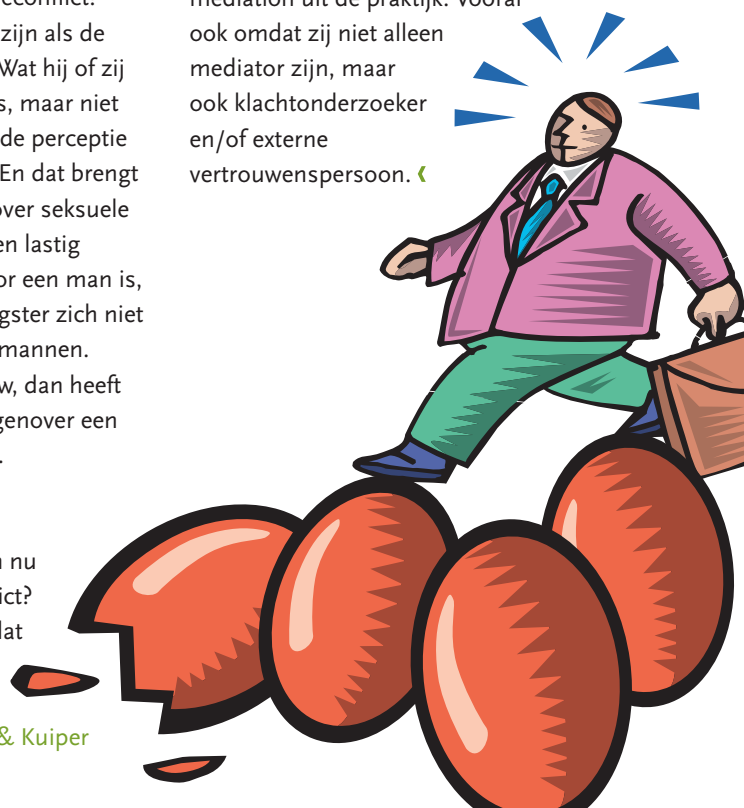 zijn als de
Wat hij of zij
s, maar niet
de perceptie
En dat brengt
over seksuele
en lastig
or een man is,
gster zich niet
mannen.
w, dan heeft
genover een
.
n nu
ict?
dat
& Kuiper
mediation uit de praktijk. Vooral
ook omdat zij niet alleen
mediator zijn, maar
ook klachtonderzoeker
en/of externe
vertrouwenspersoon.